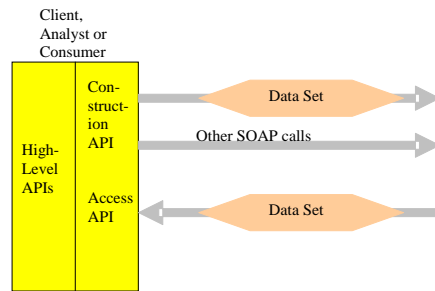 Client,
Analyst or
Consumer
High-
Level
APIs
Con-
struct-
ion
API
Access
API
Data Set
Other SOAP calls
Data Set